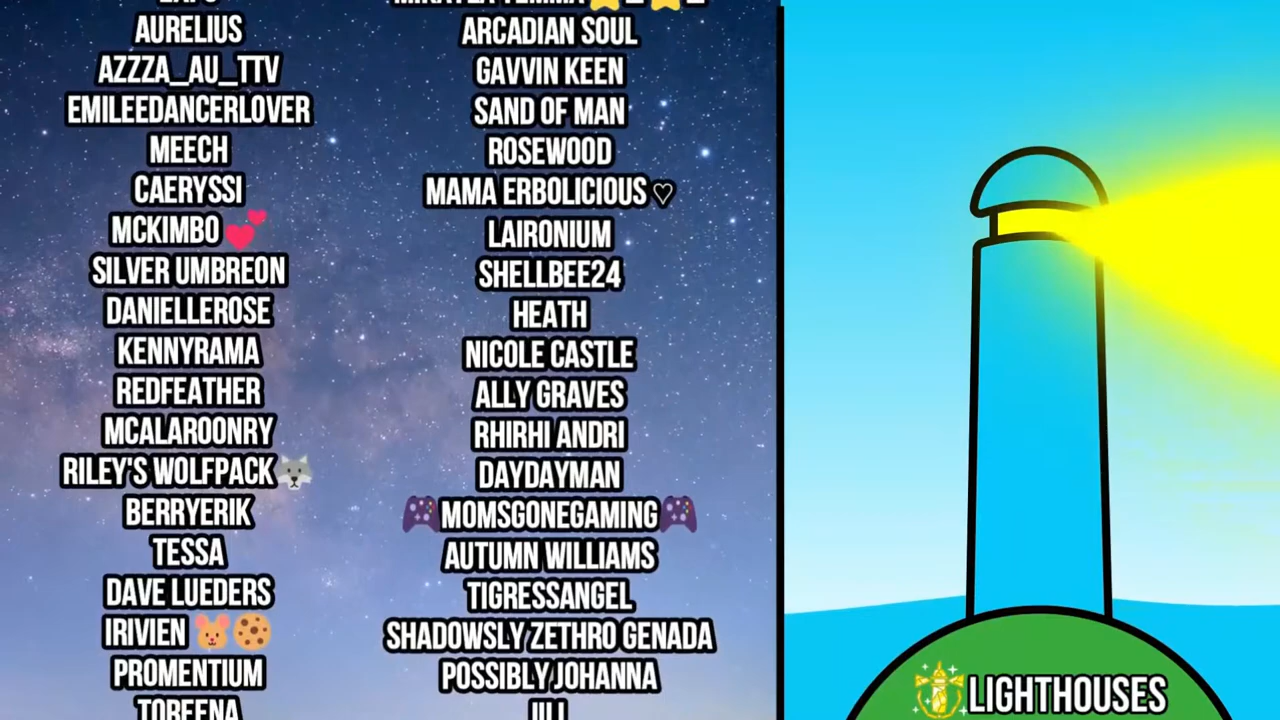 AURELIUS
AZZZA_AU_TTV
EMILEEDANCERLOVER
MEECH
CAERYSSI
MCKIMBO 💕
SILVER UMBREON
DANIELLEROSE
KENNYRAMA
REDFEATHER
MCALAROONRY
RILEY'S WOLFPACK 🐺
BERRYERIK
TESSA
DAVE LUEDERS
IRIVIEN 🐹🍪
PROMENTIUM
TOREENA
ARCADIAN SOUL
GAVVIN KEEN
SAND OF MAN
ROSEWOOD
MAMA ERBOLICIOUS ♡
LAIRONIUM
SHELLBEE24
HEATH
NICOLE CASTLE
ALLY GRAVES
RHIRHI ANDRI
DAYDAYMAN
🎮MOMSGONEGAMING🎮
AUTUMN WILLIAMS
TIGRESSANGEL
SHADOWSLY ZETHRO GENADA
POSSIBLY JOHANNA
LIGHTHOUSES